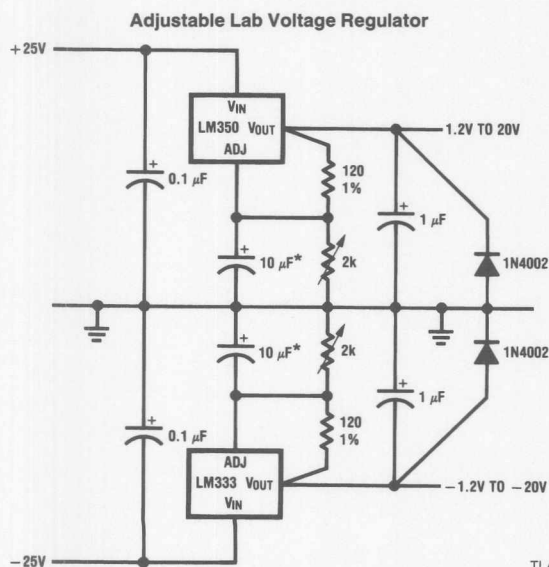 Adjustable Lab Voltage Regulator
+25V
VIN
LM350 VOUT
ADJ
1.2V TO 20V
120
1%
0.1 μF
1 μF
10 μF*
2k
1N4002
10 μF*
2k
1N4002
1 μF
0.1 μF
120
1%
ADJ
LM333 VOUT
VIN
−1.2V TO −20V
−25V